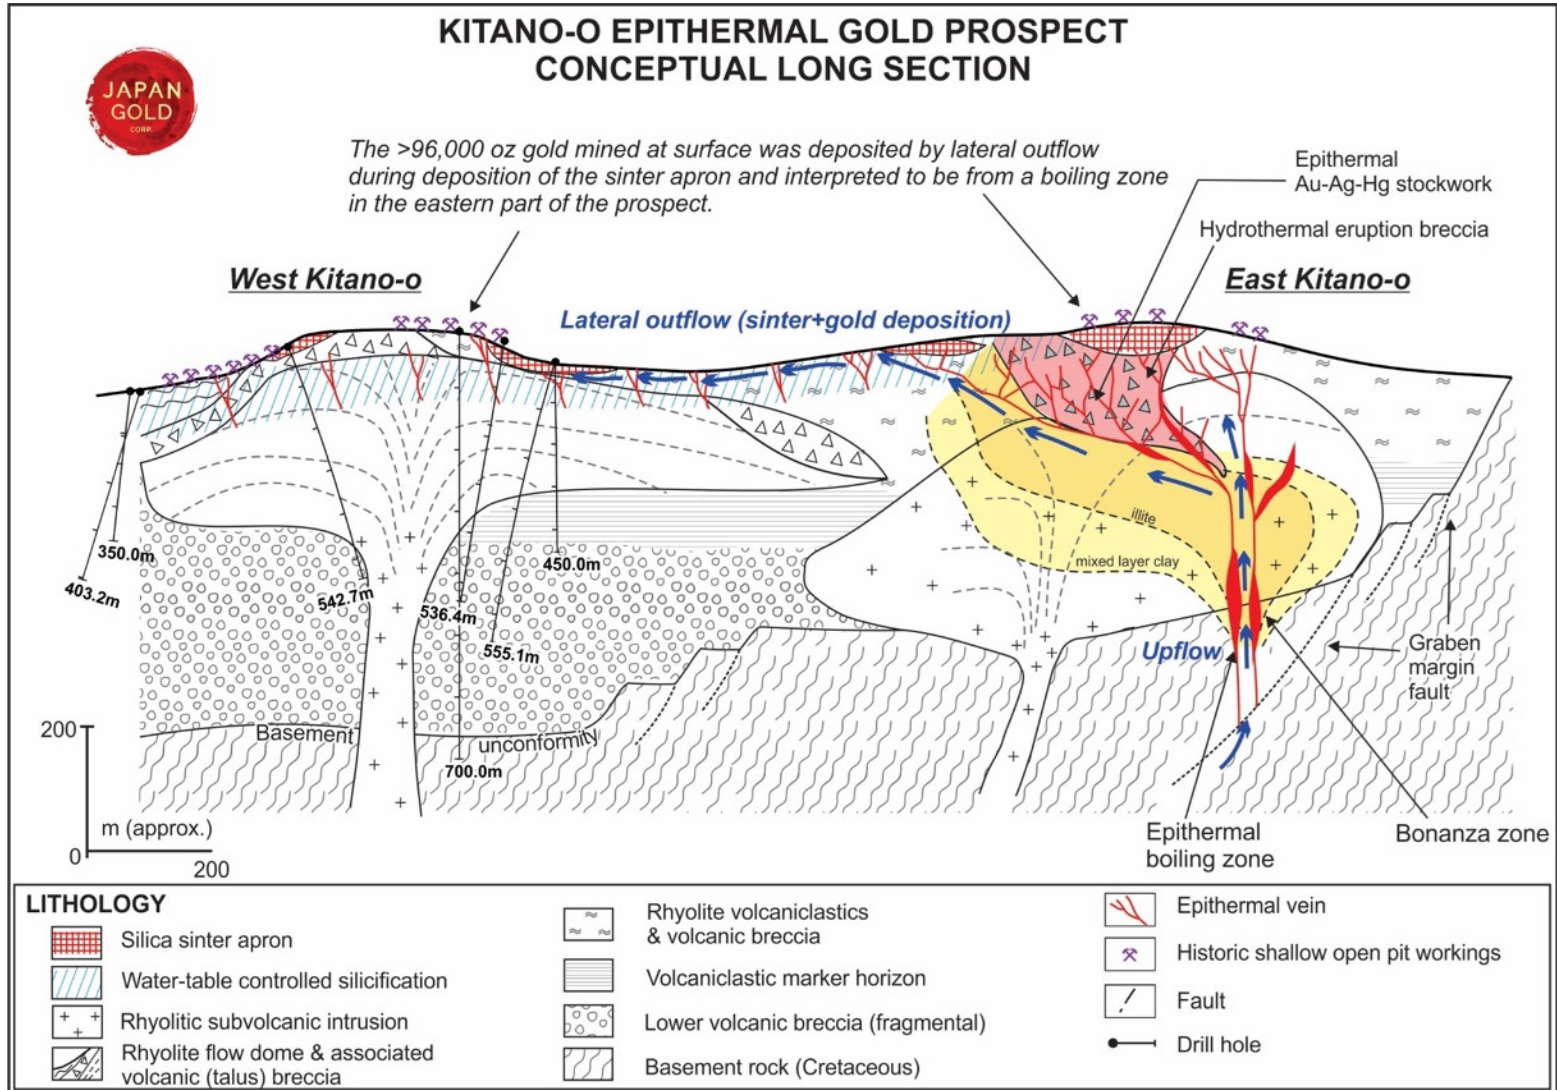 KITANO-O EPITHERMAL GOLD PROSPECT
CONCEPTUAL LONG SECTION
JAPAN
GOLD
CORP.
The >96,000 oz gold mined at surface was deposited by lateral outflow
during deposition of the sinter apron and interpreted to be from a boiling zone
in the eastern part of the prospect.
Epithermal
Au-Ag-Hg stockwork
Hydrothermal eruption breccia
West Kitano-o
East Kitano-o
Lateral outflow (sinter+gold deposition)
illite
mixed layer clay
350.0m
403.2m
542.7m
536.4m
450.0m
555.1m
700.0m
Upflow
Graben
margin
fault
Basement
unconformity
Epithermal
boiling zone
Bonanza zone
200
m (approx.)
0
200
LITHOLOGY
Silica sinter apron
Water-table controlled silicification
Rhyolitic subvolcanic intrusion
Rhyolite flow dome & associated
volcanic (talus) breccia
Rhyolite volcaniclastics
& volcanic breccia
Volcaniclastic marker horizon
Lower volcanic breccia (fragmental)
Basement rock (Cretaceous)
Epithermal vein
Historic shallow open pit workings
Fault
Drill hole